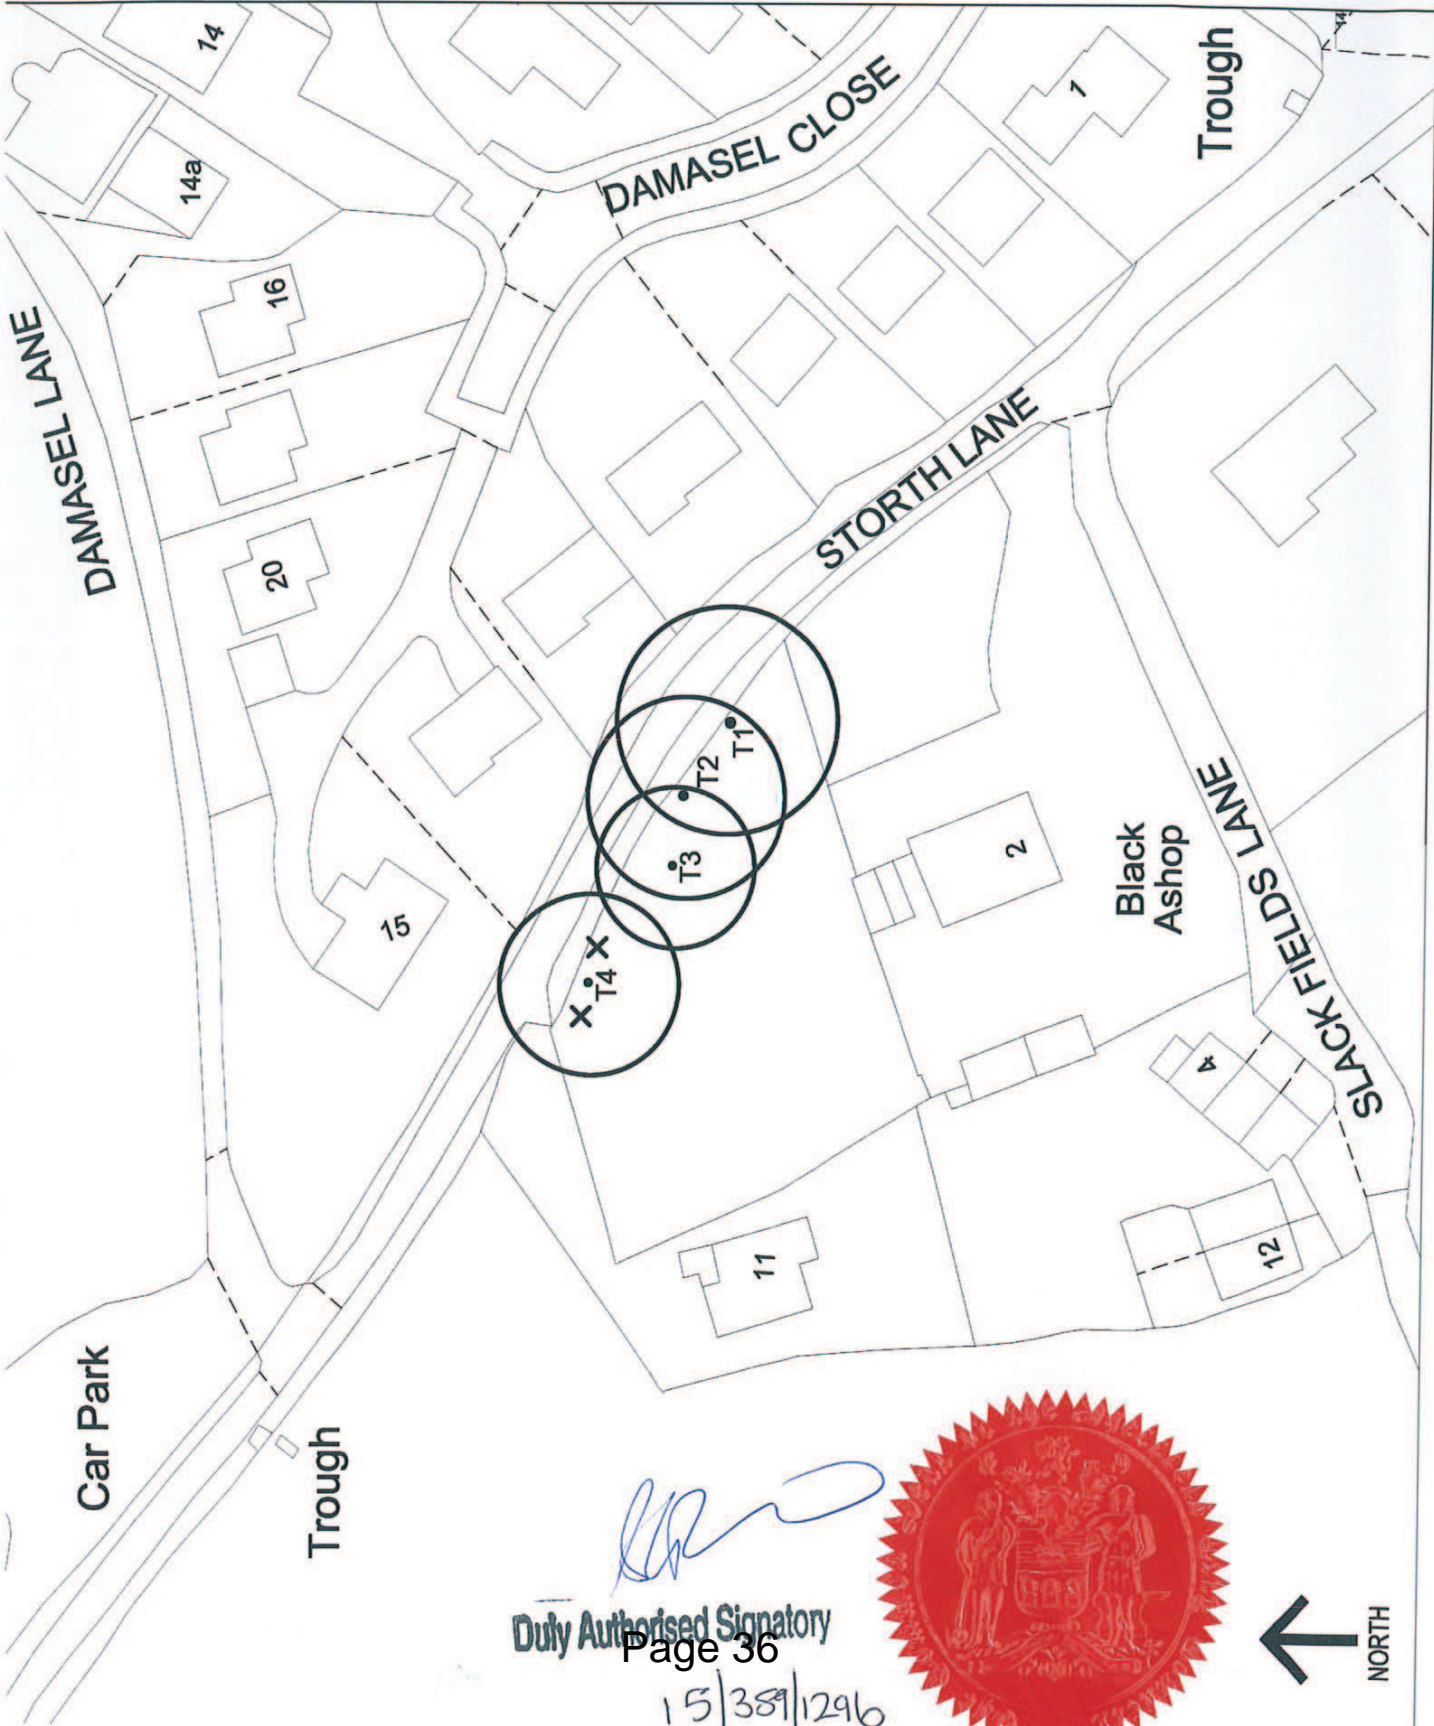 14
14a
DAMASEL CLOSE
1
Trough
16
DAMASEL LANE
20
STORTH LANE
T1
T2
T3
T4
15
2
Black
Ashop
SLACK FIELDS LANE
4
11
12
Car Park
Trough
Duly Authorised Signatory
Page 36
15/389/1296
NORTH